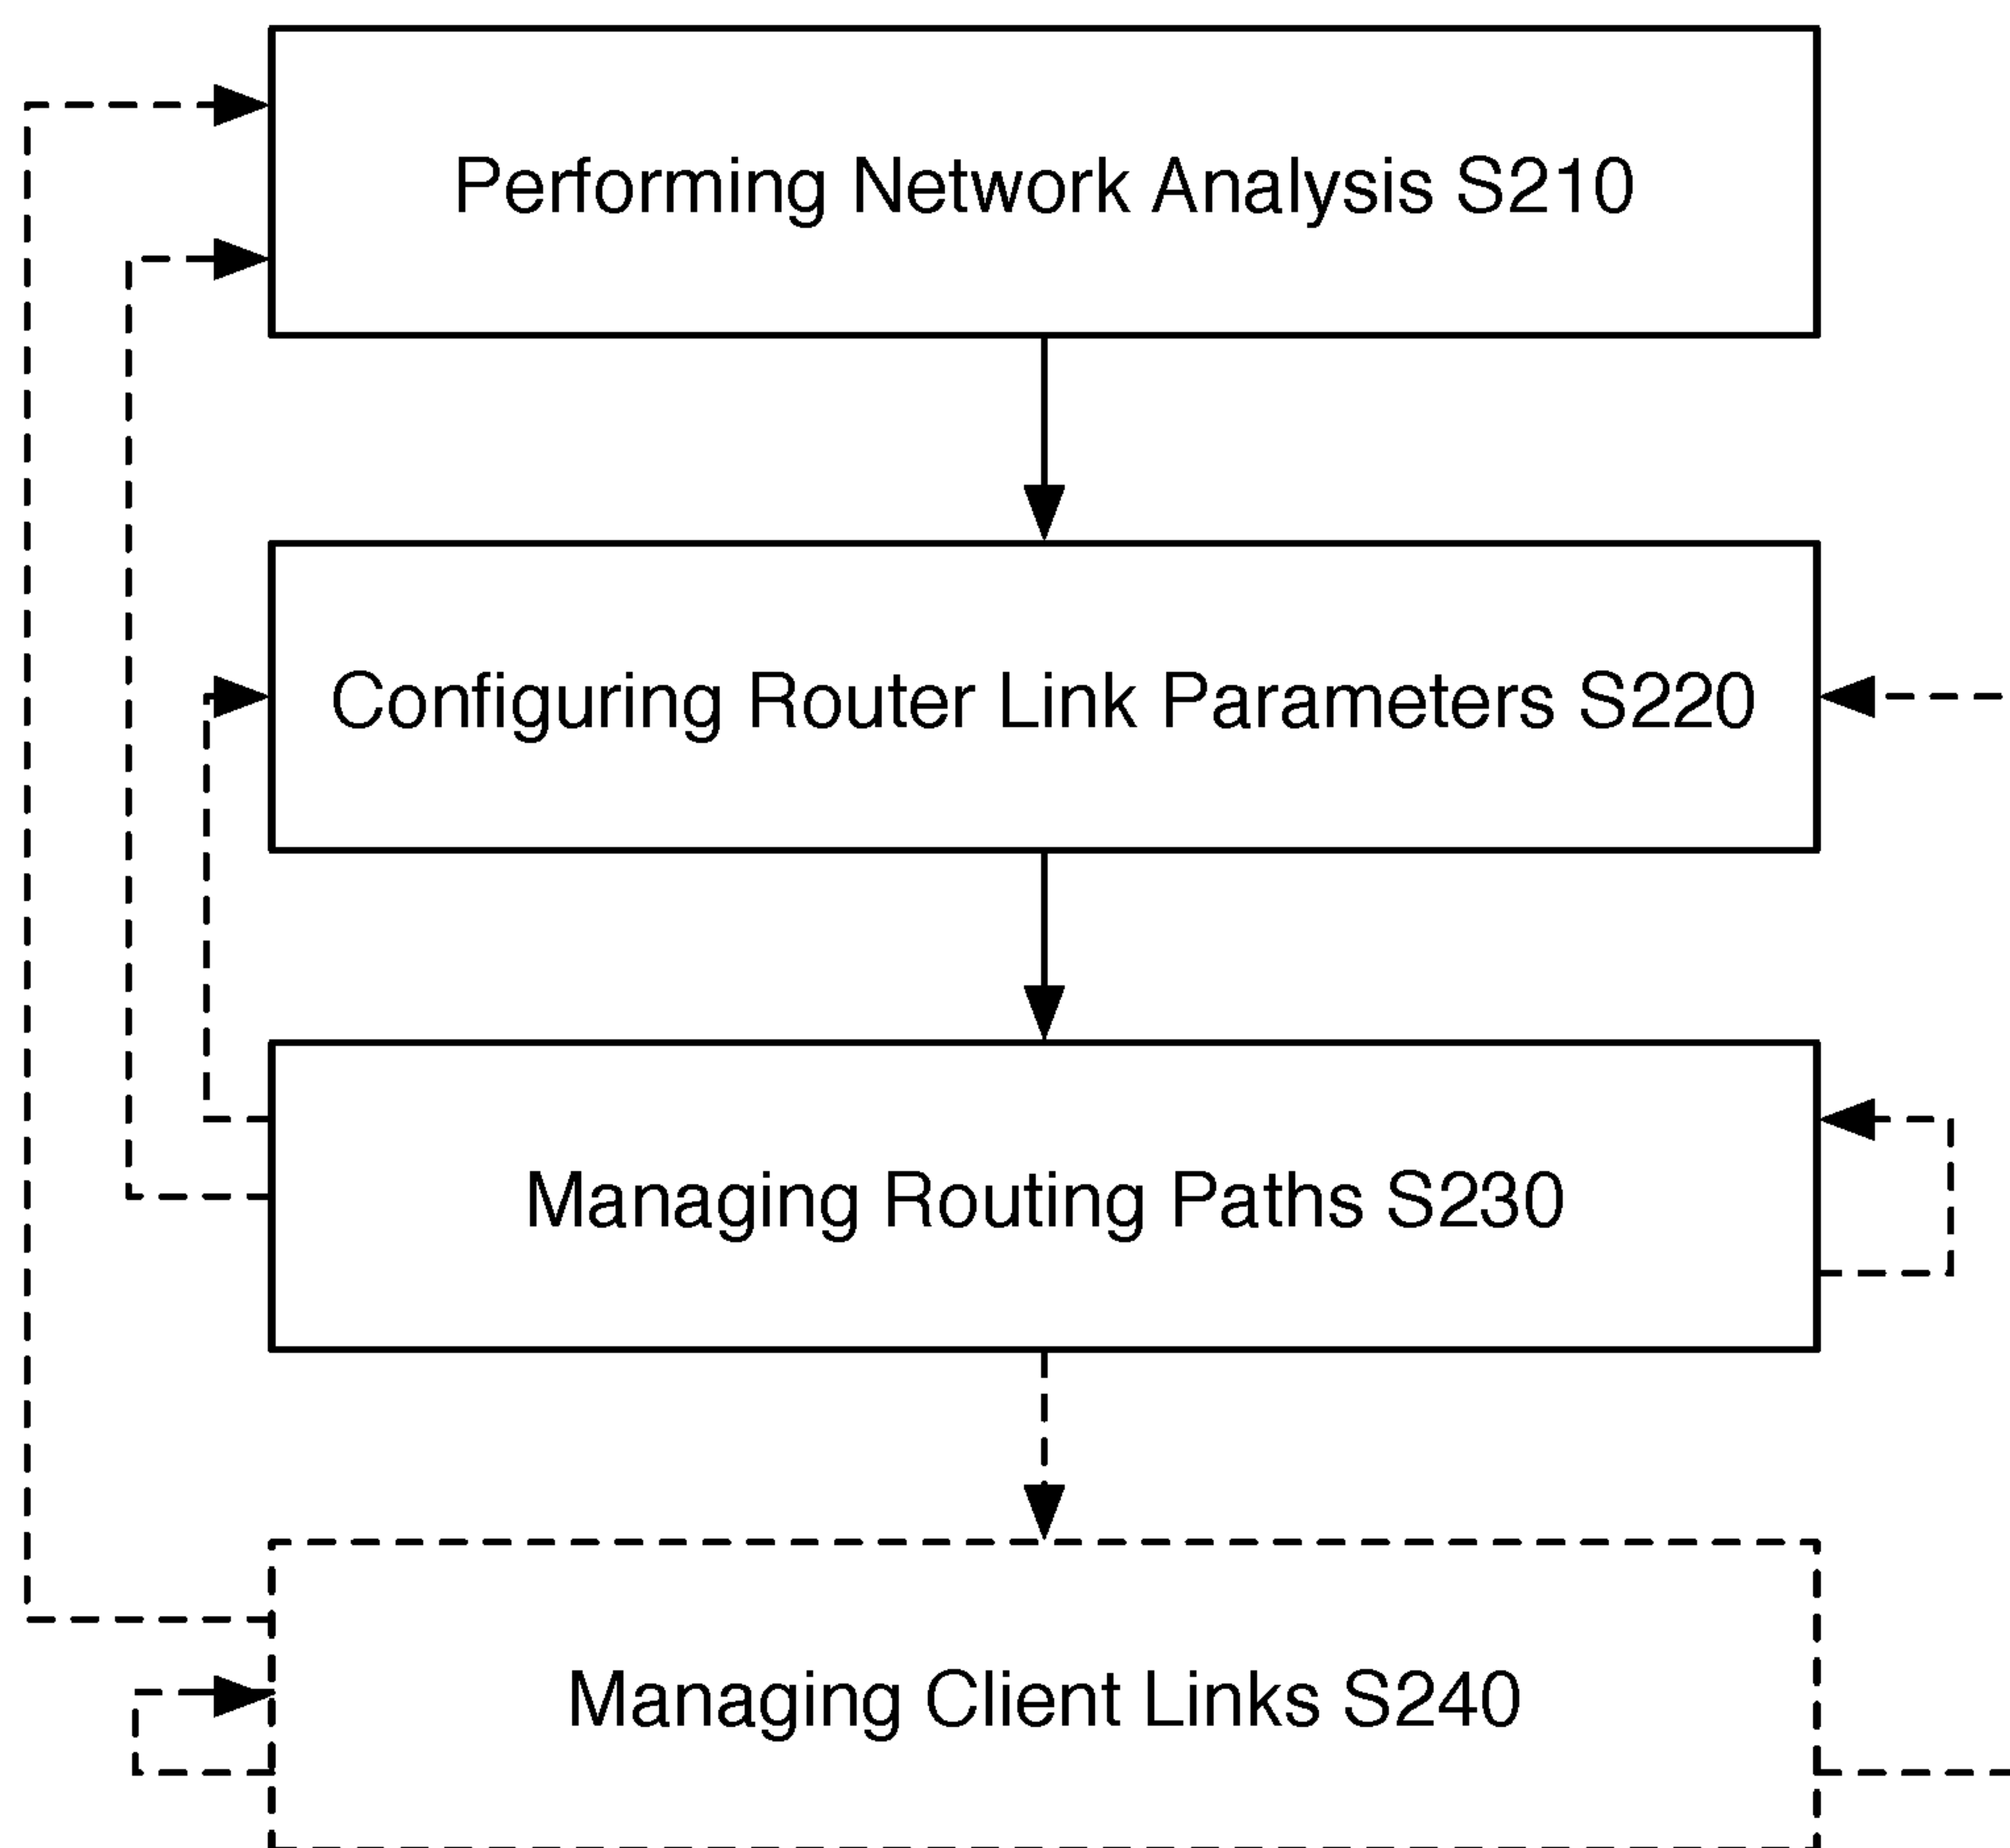 Performing Network Analysis S210
Configuring Router Link Parameters S220
Managing Routing Paths S230
Managing Client Links S240